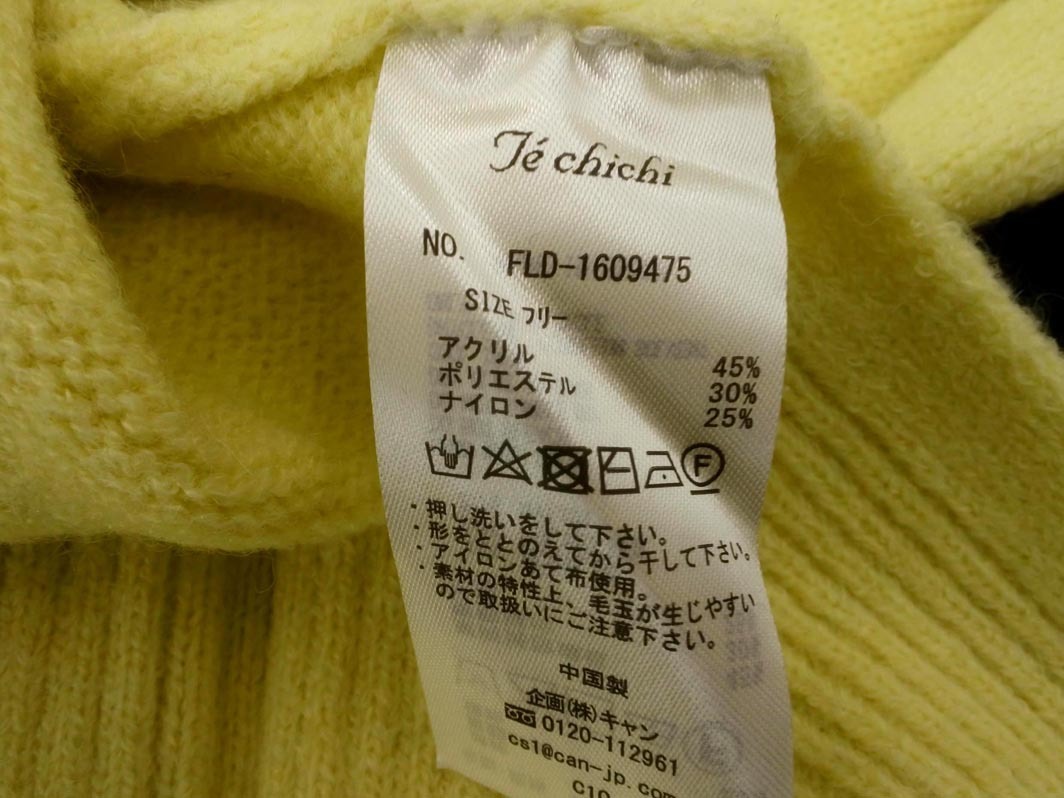 Té chichi
NO. FLD-1609475
SIZE フリー
アクリル 45%
ポリエステル 30%
ナイロン 25%
F
・押し洗いをして下さい。
・形をととのえてから干して下さい。
・アイロンあて布使用。
・素材の特性上、毛玉が生じやすい
ので取扱いにご注意下さい。
中国製
企画(株)キャン
0120-112961
cs1@can-jp.com
C10